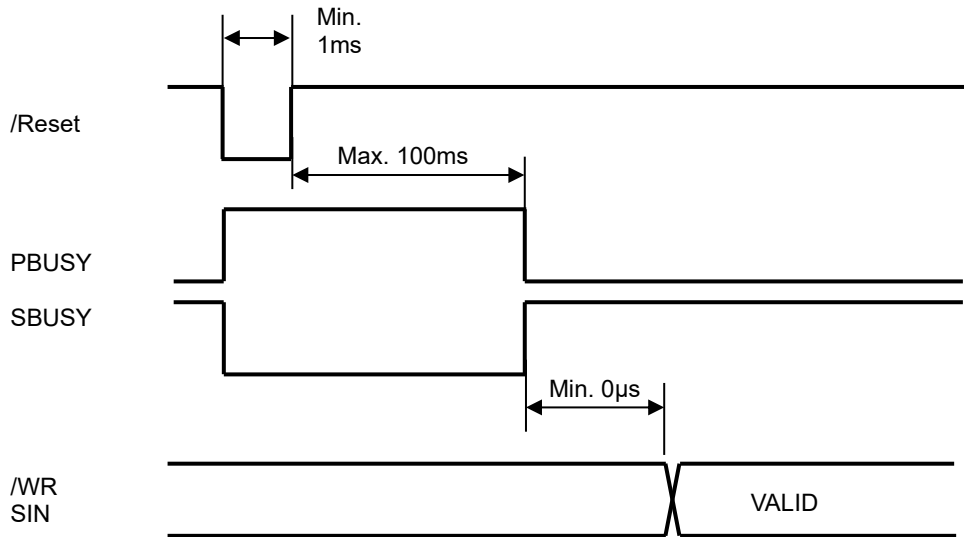 Min.
1ms
/Reset
Max. 100ms
PBUSY
SBUSY
Min. 0µs
/WR
SIN
VALID